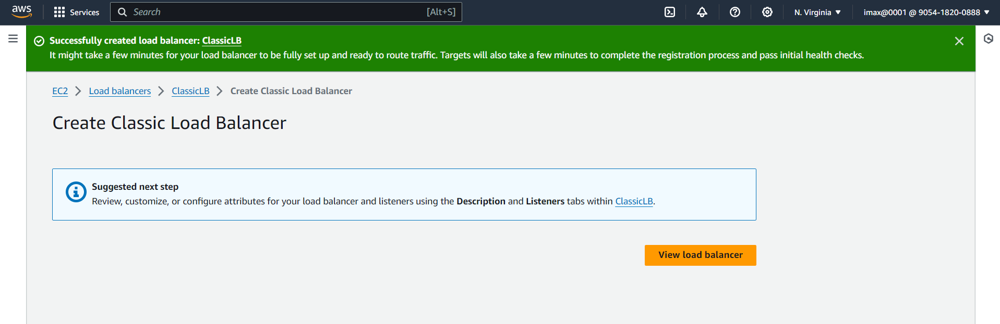 aws
Services
Search [Alt+S]
N. Virginia
imax@0001 @ 9054-1820-0888
Successfully created load balancer: ClassicLB
It might take a few minutes for your load balancer to be fully set up and ready to route traffic. Targets will also take a few minutes to complete the registration process and pass initial health checks.
EC2 Load balancers ClassicLB Create Classic Load Balancer
Create Classic Load Balancer
Suggested next step
Review, customize, or configure attributes for your load balancer and listeners using the Description and Listeners tabs within ClassicLB.
View load balancer